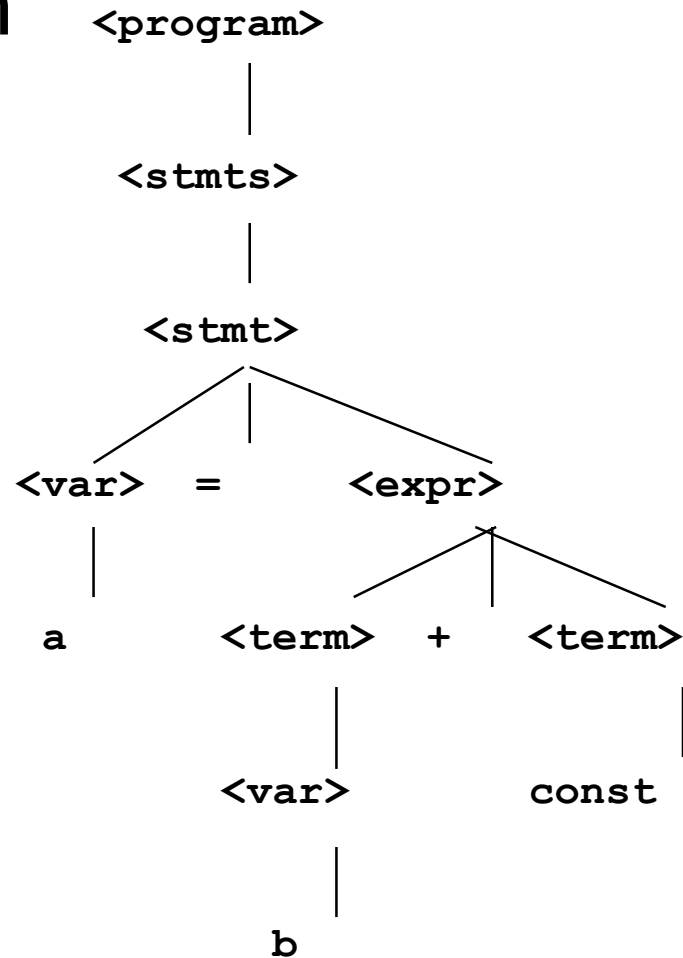 <program>
<stmts>
<stmt>
<var> = <expr>
a <term> + <term>
<var> const
b